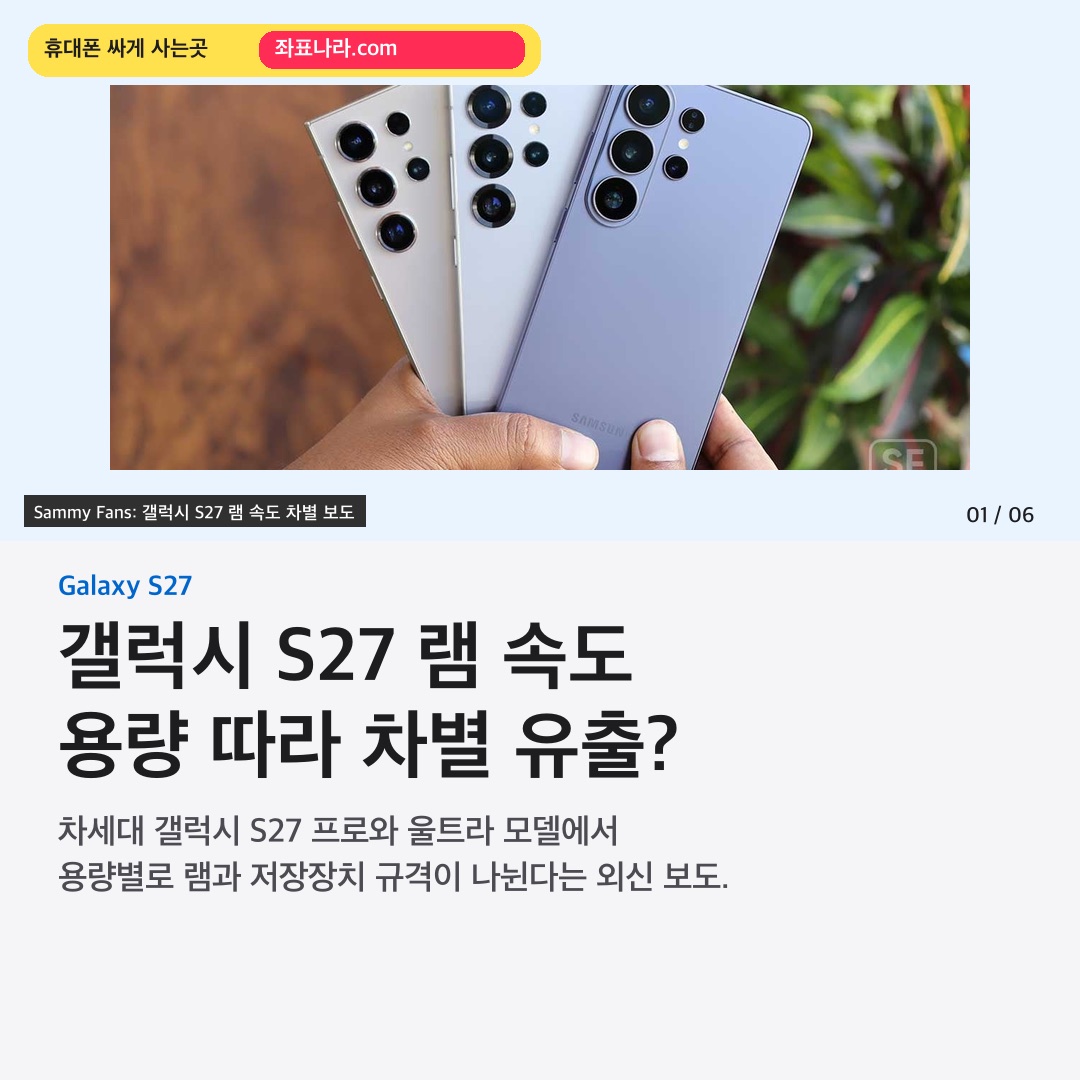 휴대폰 싸게 사는곳 좌표나라.com
SAMSUNG
SF
Sammy Fans: 갤럭시 S27 램 속도 차별 보도
01 / 06
Galaxy S27
갤럭시 S27 램 속도
용량 따라 차별 유출?
차세대 갤럭시 S27 프로와 울트라 모델에서
용량별로 램과 저장장치 규격이 나뉜다는 외신 보도.